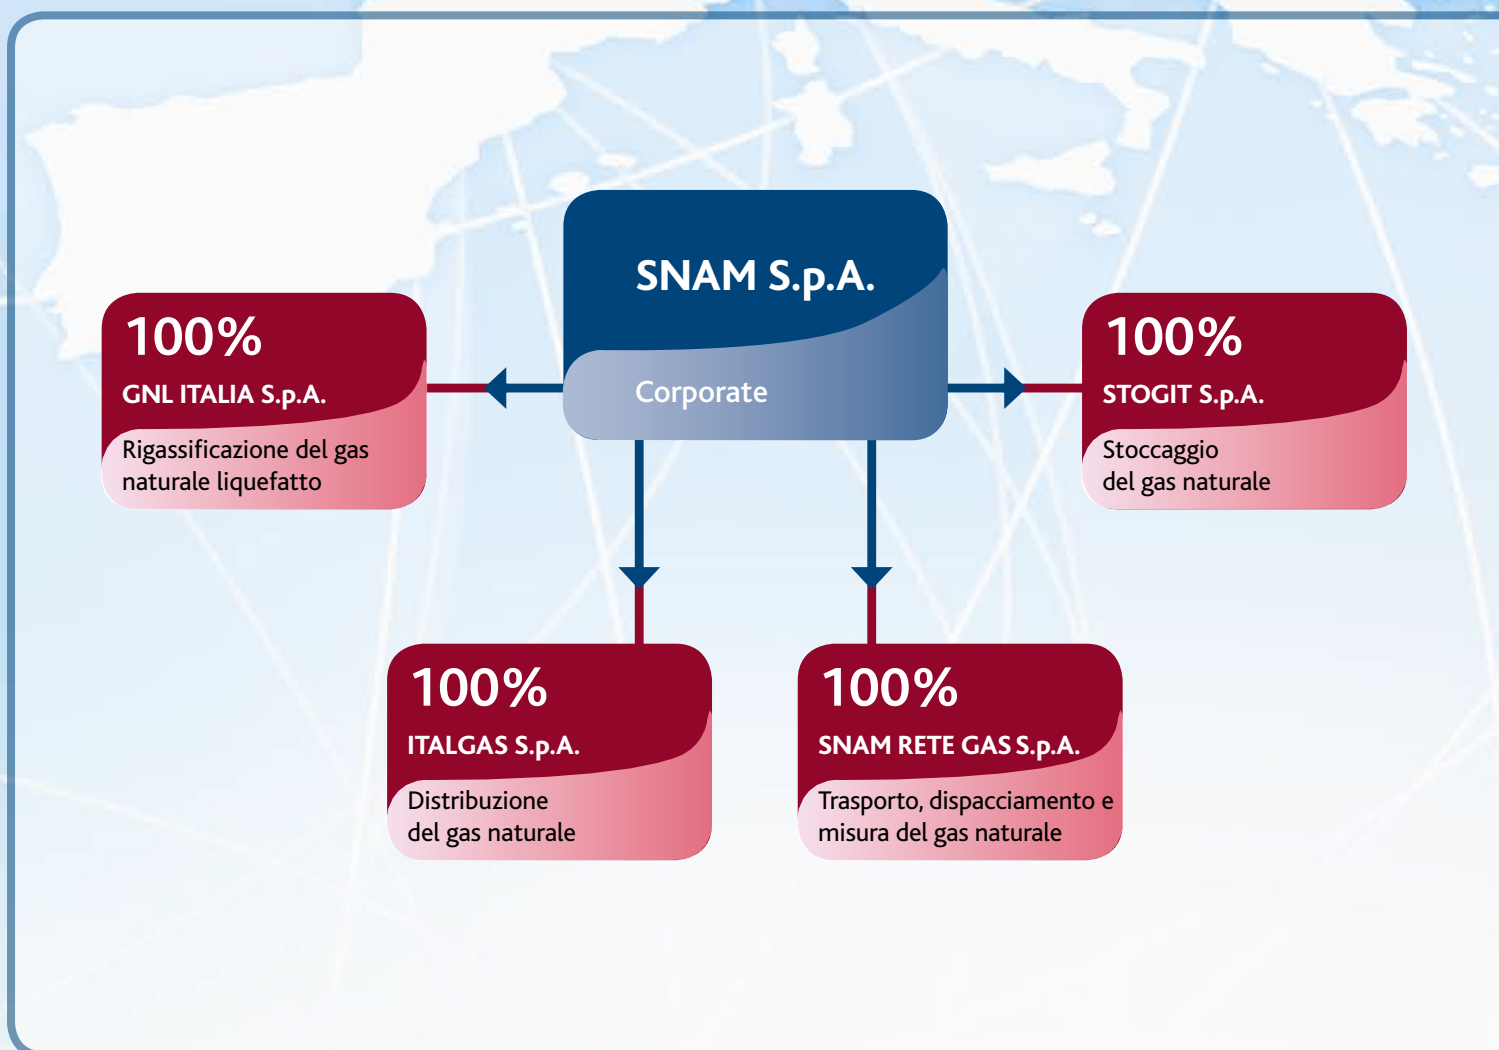 SNAM S.p.A.
Corporate
100%
GNL ITALIA S.p.A.
Rigassificazione del gas
naturale liquefatto
100%
STOGIT S.p.A.
Stoccaggio
del gas naturale
100%
ITALGAS S.p.A.
Distribuzione
del gas naturale
100%
SNAM RETE GAS S.p.A.
Trasporto, dispacciamento e
misura del gas naturale